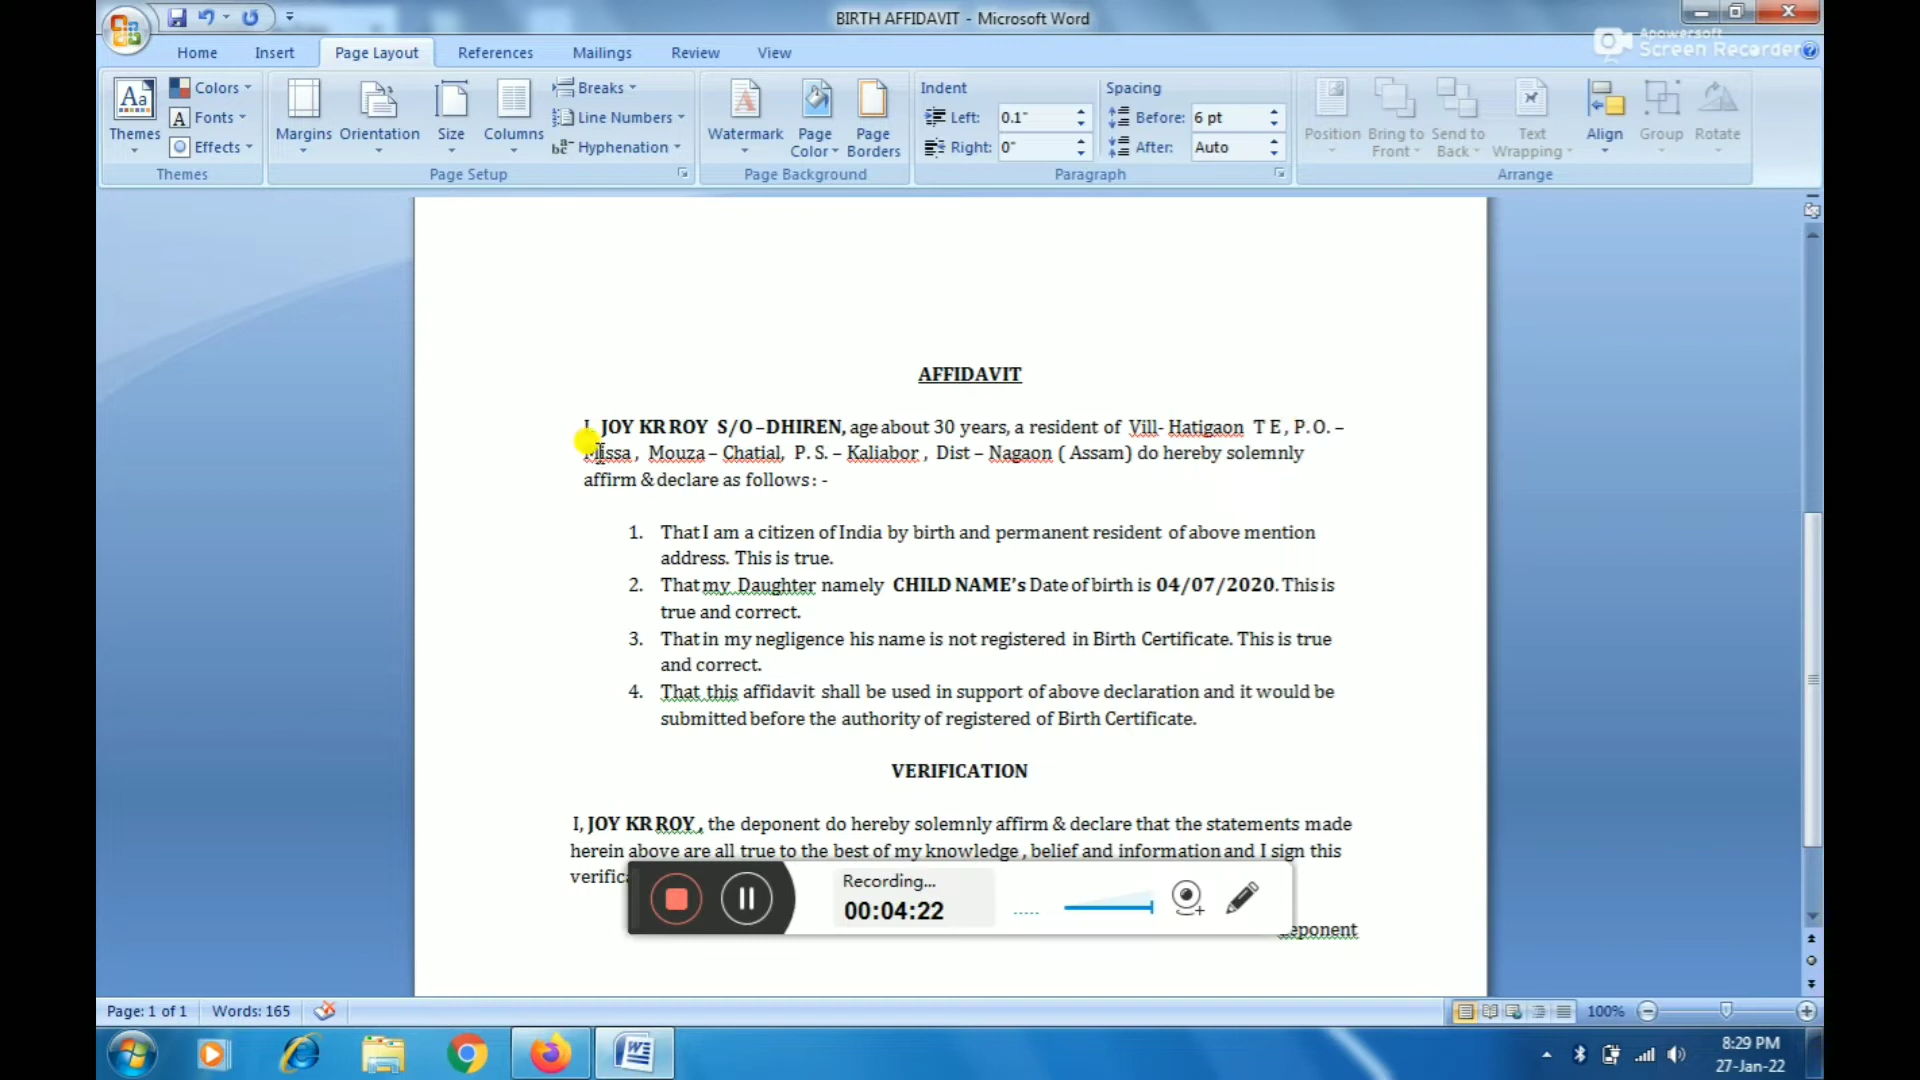 BIRTH AFFIDAVIT - Microsoft Word
Apowersoft
Screen Recorder
Home Insert Page Layout References Mailings Review View
Aa Colors Margins Orientation Size Columns Breaks Watermark Page Color Page Borders Indent Spacing Position Bring to Front Send to Back Text Wrapping Align Group Rotate
Themes Fonts Line Numbers Left: 0.1" Before: 6 pt
Effects Hyphenation Right: 0" After: Auto
Themes Page Setup Page Background Paragraph Arrange
AFFIDAVIT
I, JOY KR ROY S/O –DHIREN, age about 30 years, a resident of Vill- Hatigaon T E , P.O. –
Missa , Mouza – Chatial, P. S. – Kaliabor , Dist – Nagaon ( Assam) do hereby solemnly
affirm & declare as follows : -
1. That I am a citizen of India by birth and permanent resident of above mention
address. This is true.
2. That my Daughter namely CHILD NAME's Date of birth is 04/07/2020. This is
true and correct.
3. That in my negligence his name is not registered in Birth Certificate. This is true
and correct.
4. That this affidavit shall be used in support of above declaration and it would be
submitted before the authority of registered of Birth Certificate.
VERIFICATION
I, JOY KR ROY , the deponent do hereby solemnly affirm & declare that the statements made
herein above are all true to the best of my knowledge , belief and information and I sign this
verific
Recording...
00:04:22
eponent
Page: 1 of 1 Words: 165 100%
8:29 PM
27-Jan-22